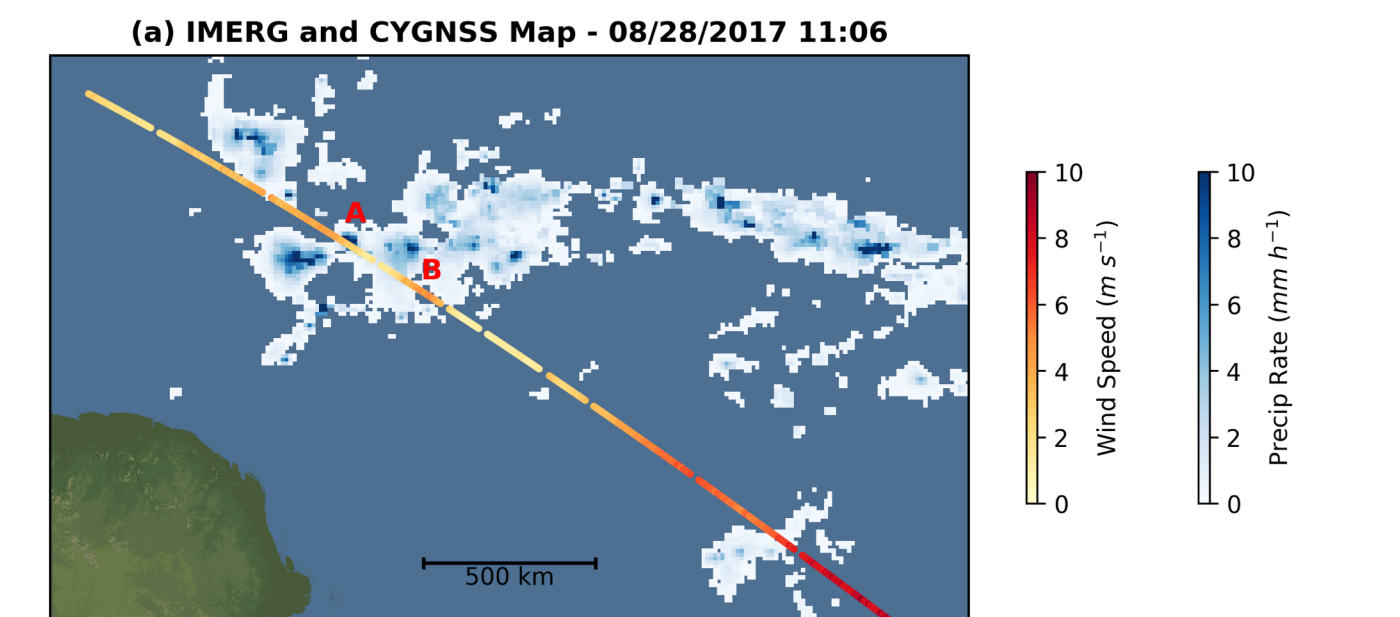 (a) IMERG and CYGNSS Map - 08/28/2017 11:06
A
B
500 km
10
8
6
4
2
0
Wind Speed (m s⁻¹)
10
8
6
4
2
0
Precip Rate (mm h⁻¹)